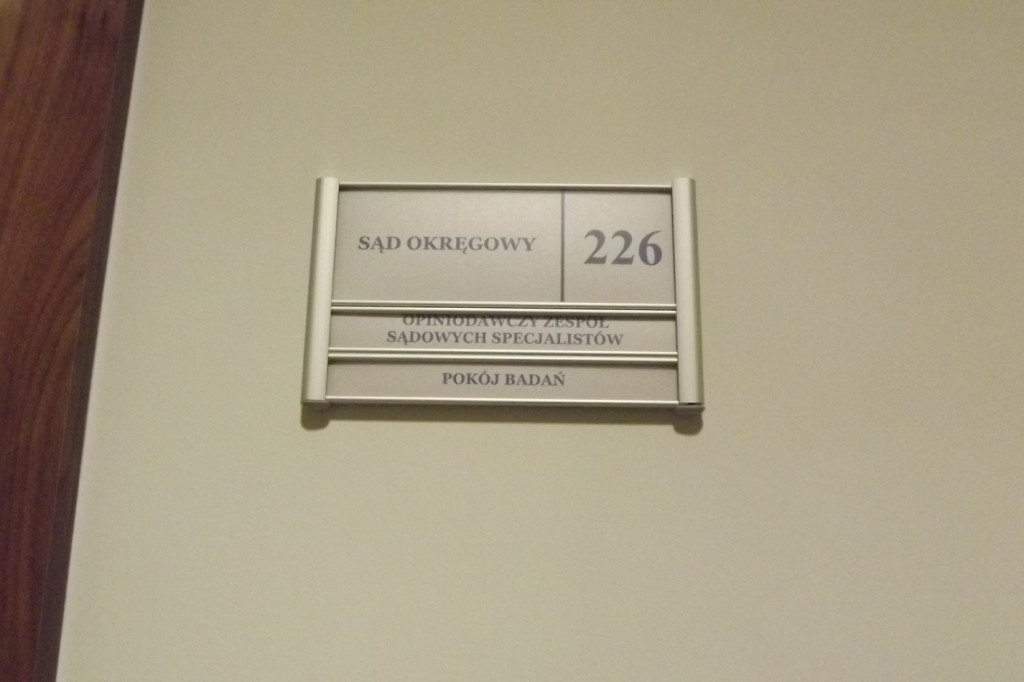 SĄD OKRĘGOWY
226
OPINIODAWCZY ZESPÓŁ
SĄDOWYCH SPECJALISTÓW
POKÓJ BADAŃ